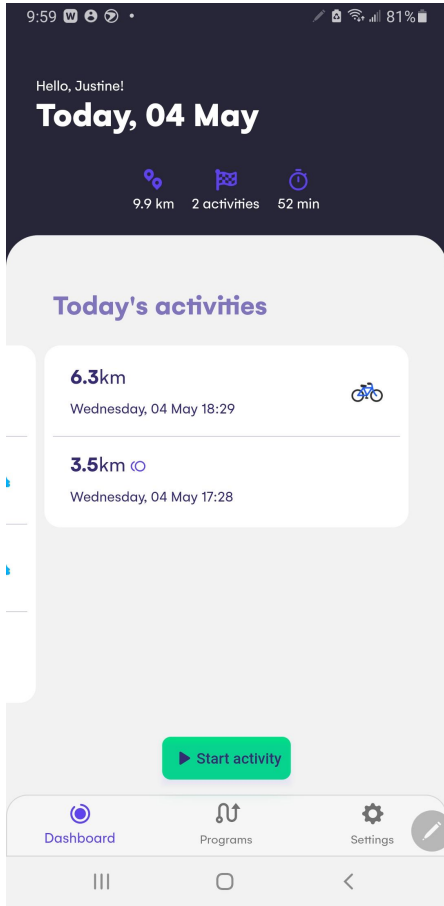 9:59 W 81%
Hello, Justine!
Today, 04 May
9.9 km 2 activities 52 min
Today's activities
6.3km
Wednesday, 04 May 18:29
3.5km
Wednesday, 04 May 17:28
Start activity
Dashboard Programs Settings